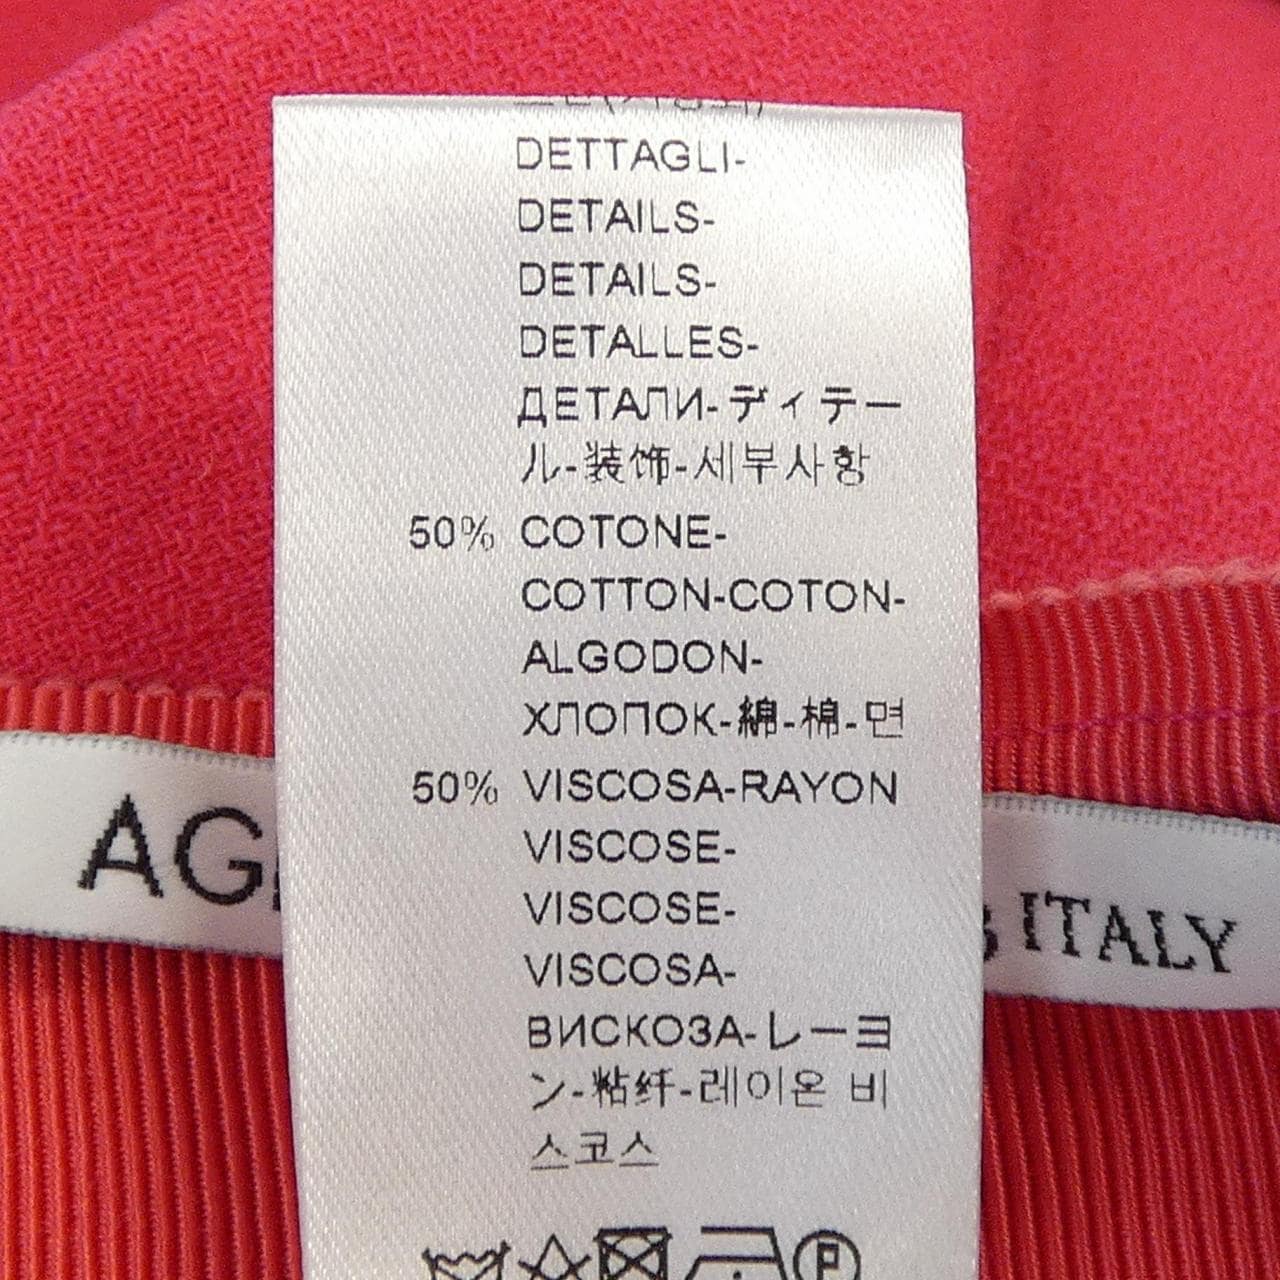 DETTAGLI-
DETAILS-
DETAILS-
DETALLES-
ДЕТАЛИ-ディテー
ル-装饰-세부사항
50% COTONE-
COTTON-COTON-
ALGODON-
ХЛОПОК-綿-棉-면
50% VISCOSA-RAYON
VISCOSE-
VISCOSE-
VISCOSA-
ВИСКОЗА-レーヨ
ン-粘纤-레이온 비
스코스
P
AG
ITALY